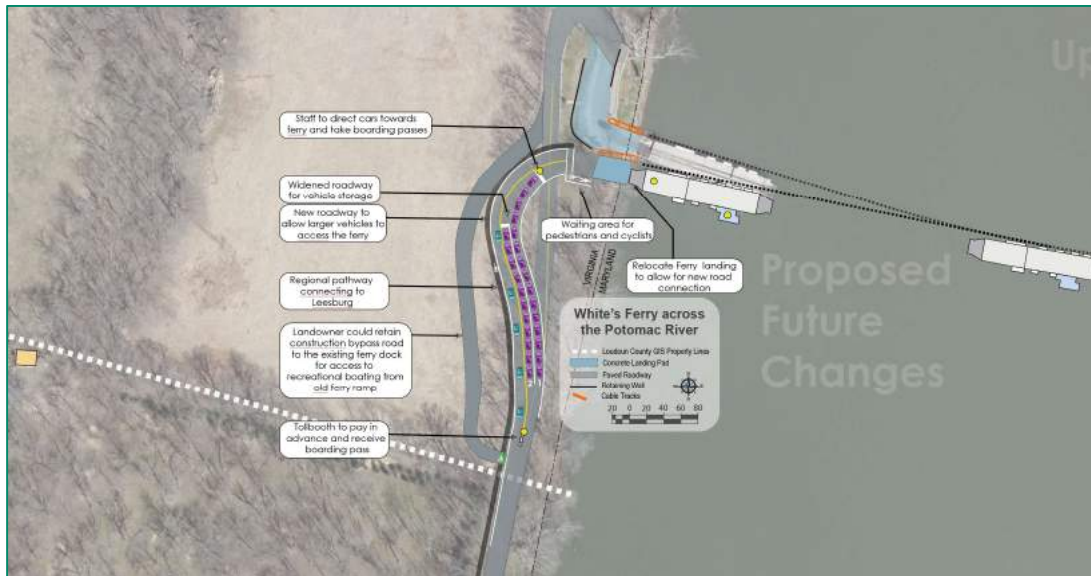 Up
Staff to direct cars towards
ferry and take boarding passes
Widened roadway
for vehicle storage
New roadway to
allow larger vehicles to
access the ferry
Waiting area for
pedestrians and cyclists
Regional pathway
connecting to
Leesburg
Relocate Ferry landing
to allow for new road
connection
VIRGINIA
MARYLAND
Proposed
Future
Changes
Landowner could retain
construction bypass road
to the existing ferry dock
for access to
recreational boating from
old ferry ramp
Tollbooth to pay in
advance and receive
boarding pass
White's Ferry across
the Potomac River
Loudoun County GIS Property Lines
Concrete Landing Pad
Paved Roadway
Retaining Wall
Cable Tracks
20 0 20 40 60 80